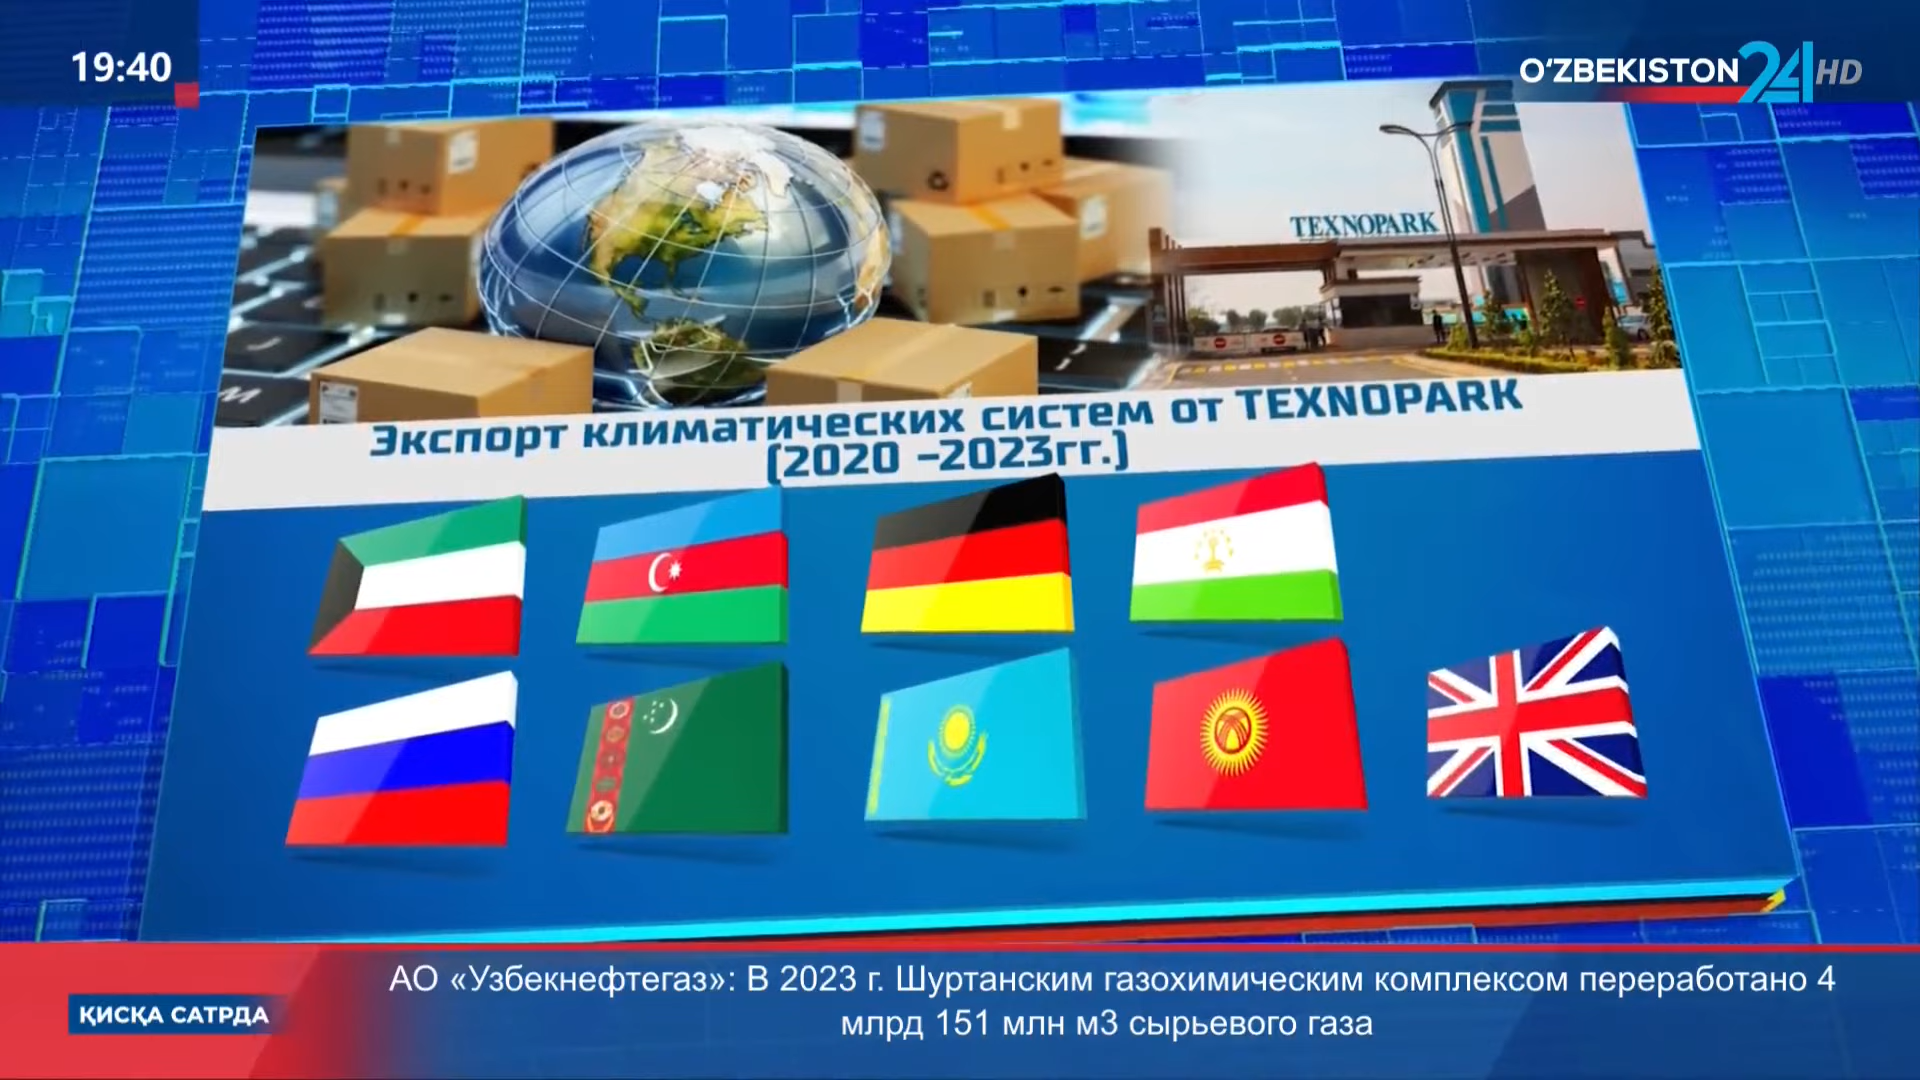 19:40
O‘ZBEKISTON 24 HD
TEXNOPARK
Экспорт климатических систем от TEXNOPARK
(2020 –2023гг.)
АО «Узбекнефтегаз»: В 2023 г. Шуртанским газохимическим комплексом переработано 4
млрд 151 млн м3 сырьевого газа
ҚИСҚА САТРДА